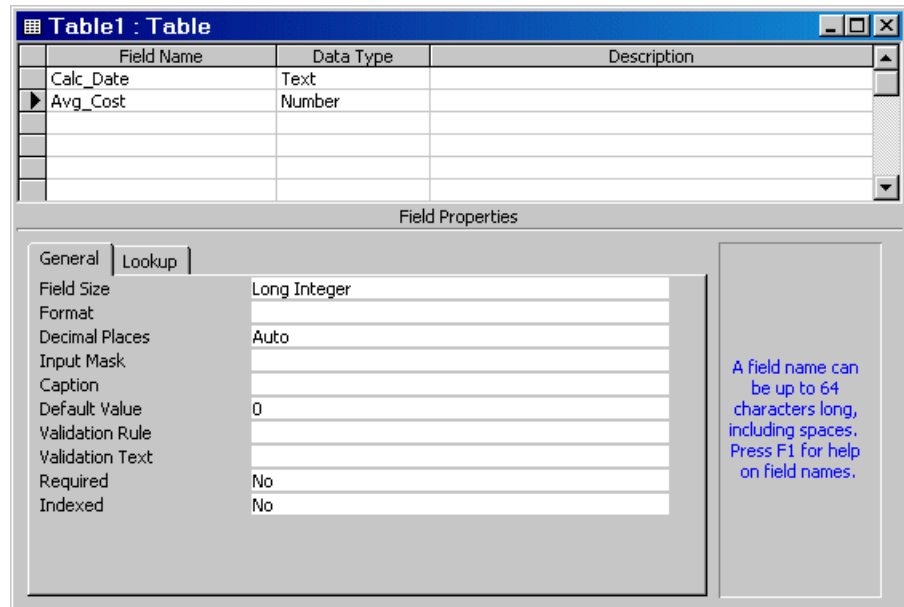 Table1 : Table
Field Name Data Type Description
Calc_Date Text
Avg_Cost Number
Field Properties
General Lookup
Field Size Long Integer
Format
Decimal Places Auto
Input Mask
Caption
Default Value 0
Validation Rule
Validation Text
Required No
Indexed No
A field name can
be up to 64
characters long,
including spaces.
Press F1 for help
on field names.